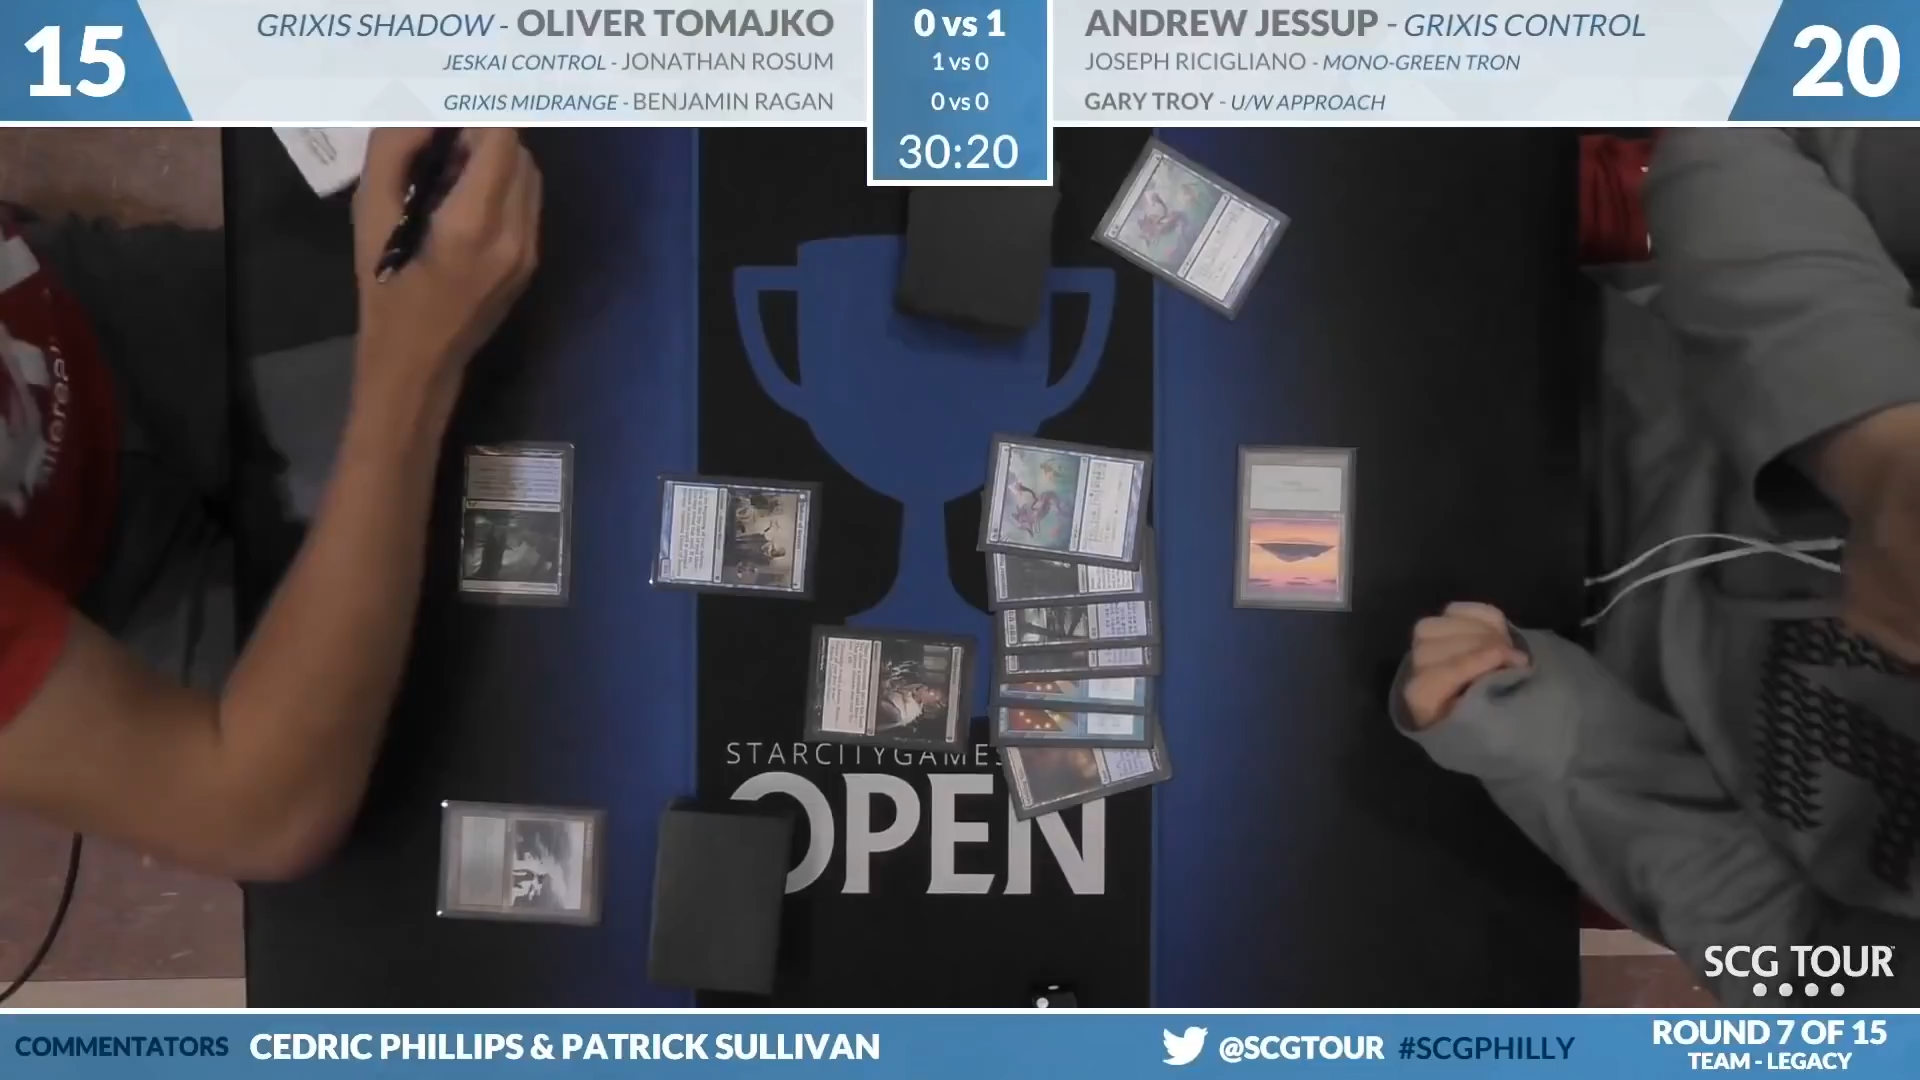 15
GRIXIS SHADOW - OLIVER TOMAJKO
JESKAI CONTROL - JONATHAN ROSUM
GRIXIS MIDRANGE - BENJAMIN RAGAN
0 vs 1
1 vs 0
0 vs 0
30:20
ANDREW JESSUP - GRIXIS CONTROL
JOSEPH RICIGLIANO - MONO-GREEN TRON
GARY TROY - U/W APPROACH
20
STARCITYGAMES
OPEN
SCG TOUR
COMMENTATORS CEDRIC PHILLIPS & PATRICK SULLIVAN
@SCGTOUR #SCGPHILLY
ROUND 7 OF 15
TEAM - LEGACY